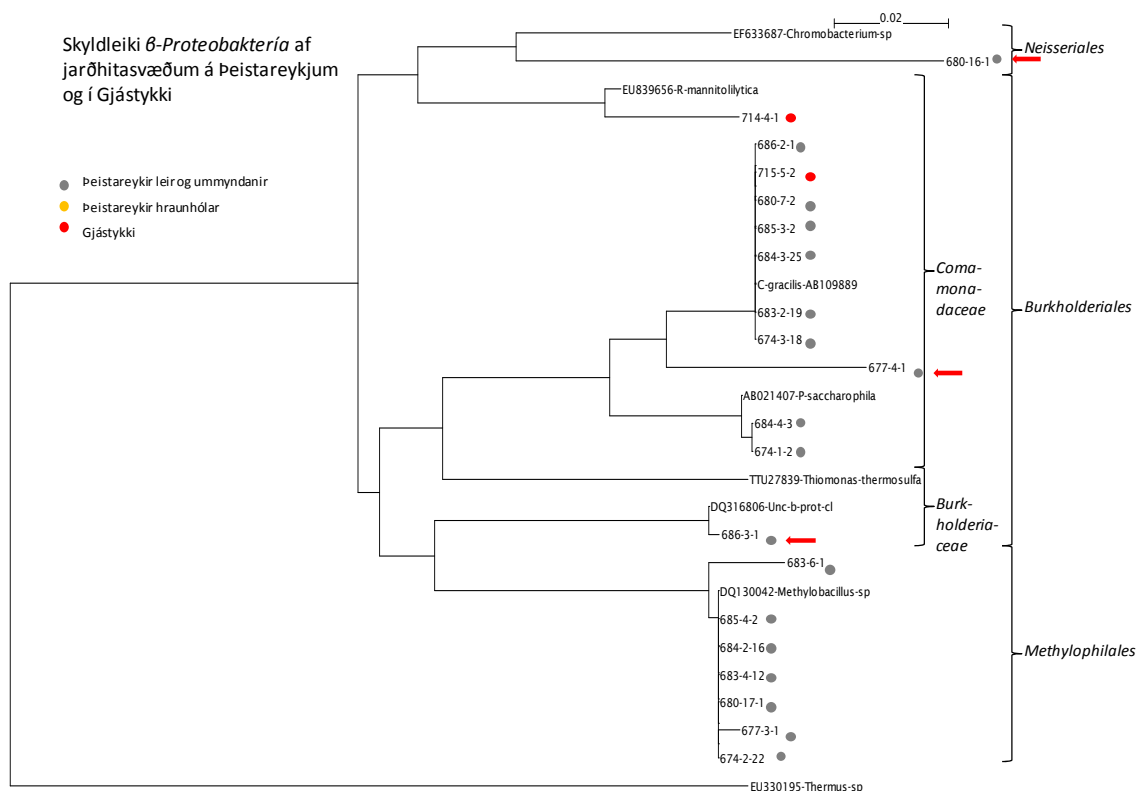 Skyldleiki β-Proteobaktería af
jarðhitasvæðum á Þeistareykjum
og í Gjástykki
Þeistareykir leir og ummyndanir
Þeistareykir hraunhólar
Gjástykki
0.02
EF633687-Chromobacterium-sp
680-16-1
EU839656-R-mannitolilytica
714-4-1
686-2-1
715-5-2
680-7-2
685-3-2
684-3-25
C-gracilis-AB109889
683-2-19
674-3-18
677-4-1
AB021407-P-saccharophila
684-4-3
674-1-2
TTU27839-Thiomonas-thermosulfa
DQ316806-Unc-b-prot-cl
686-3-1
683-6-1
DQ130042-Methylobacillus-sp
685-4-2
684-2-16
683-4-12
680-17-1
677-3-1
674-2-22
EU330195-Thermus-sp
Coma-
mona-
daceae
Burk-
holderia-
ceae
Neisseriales
Burkholderiales
Methylophilales